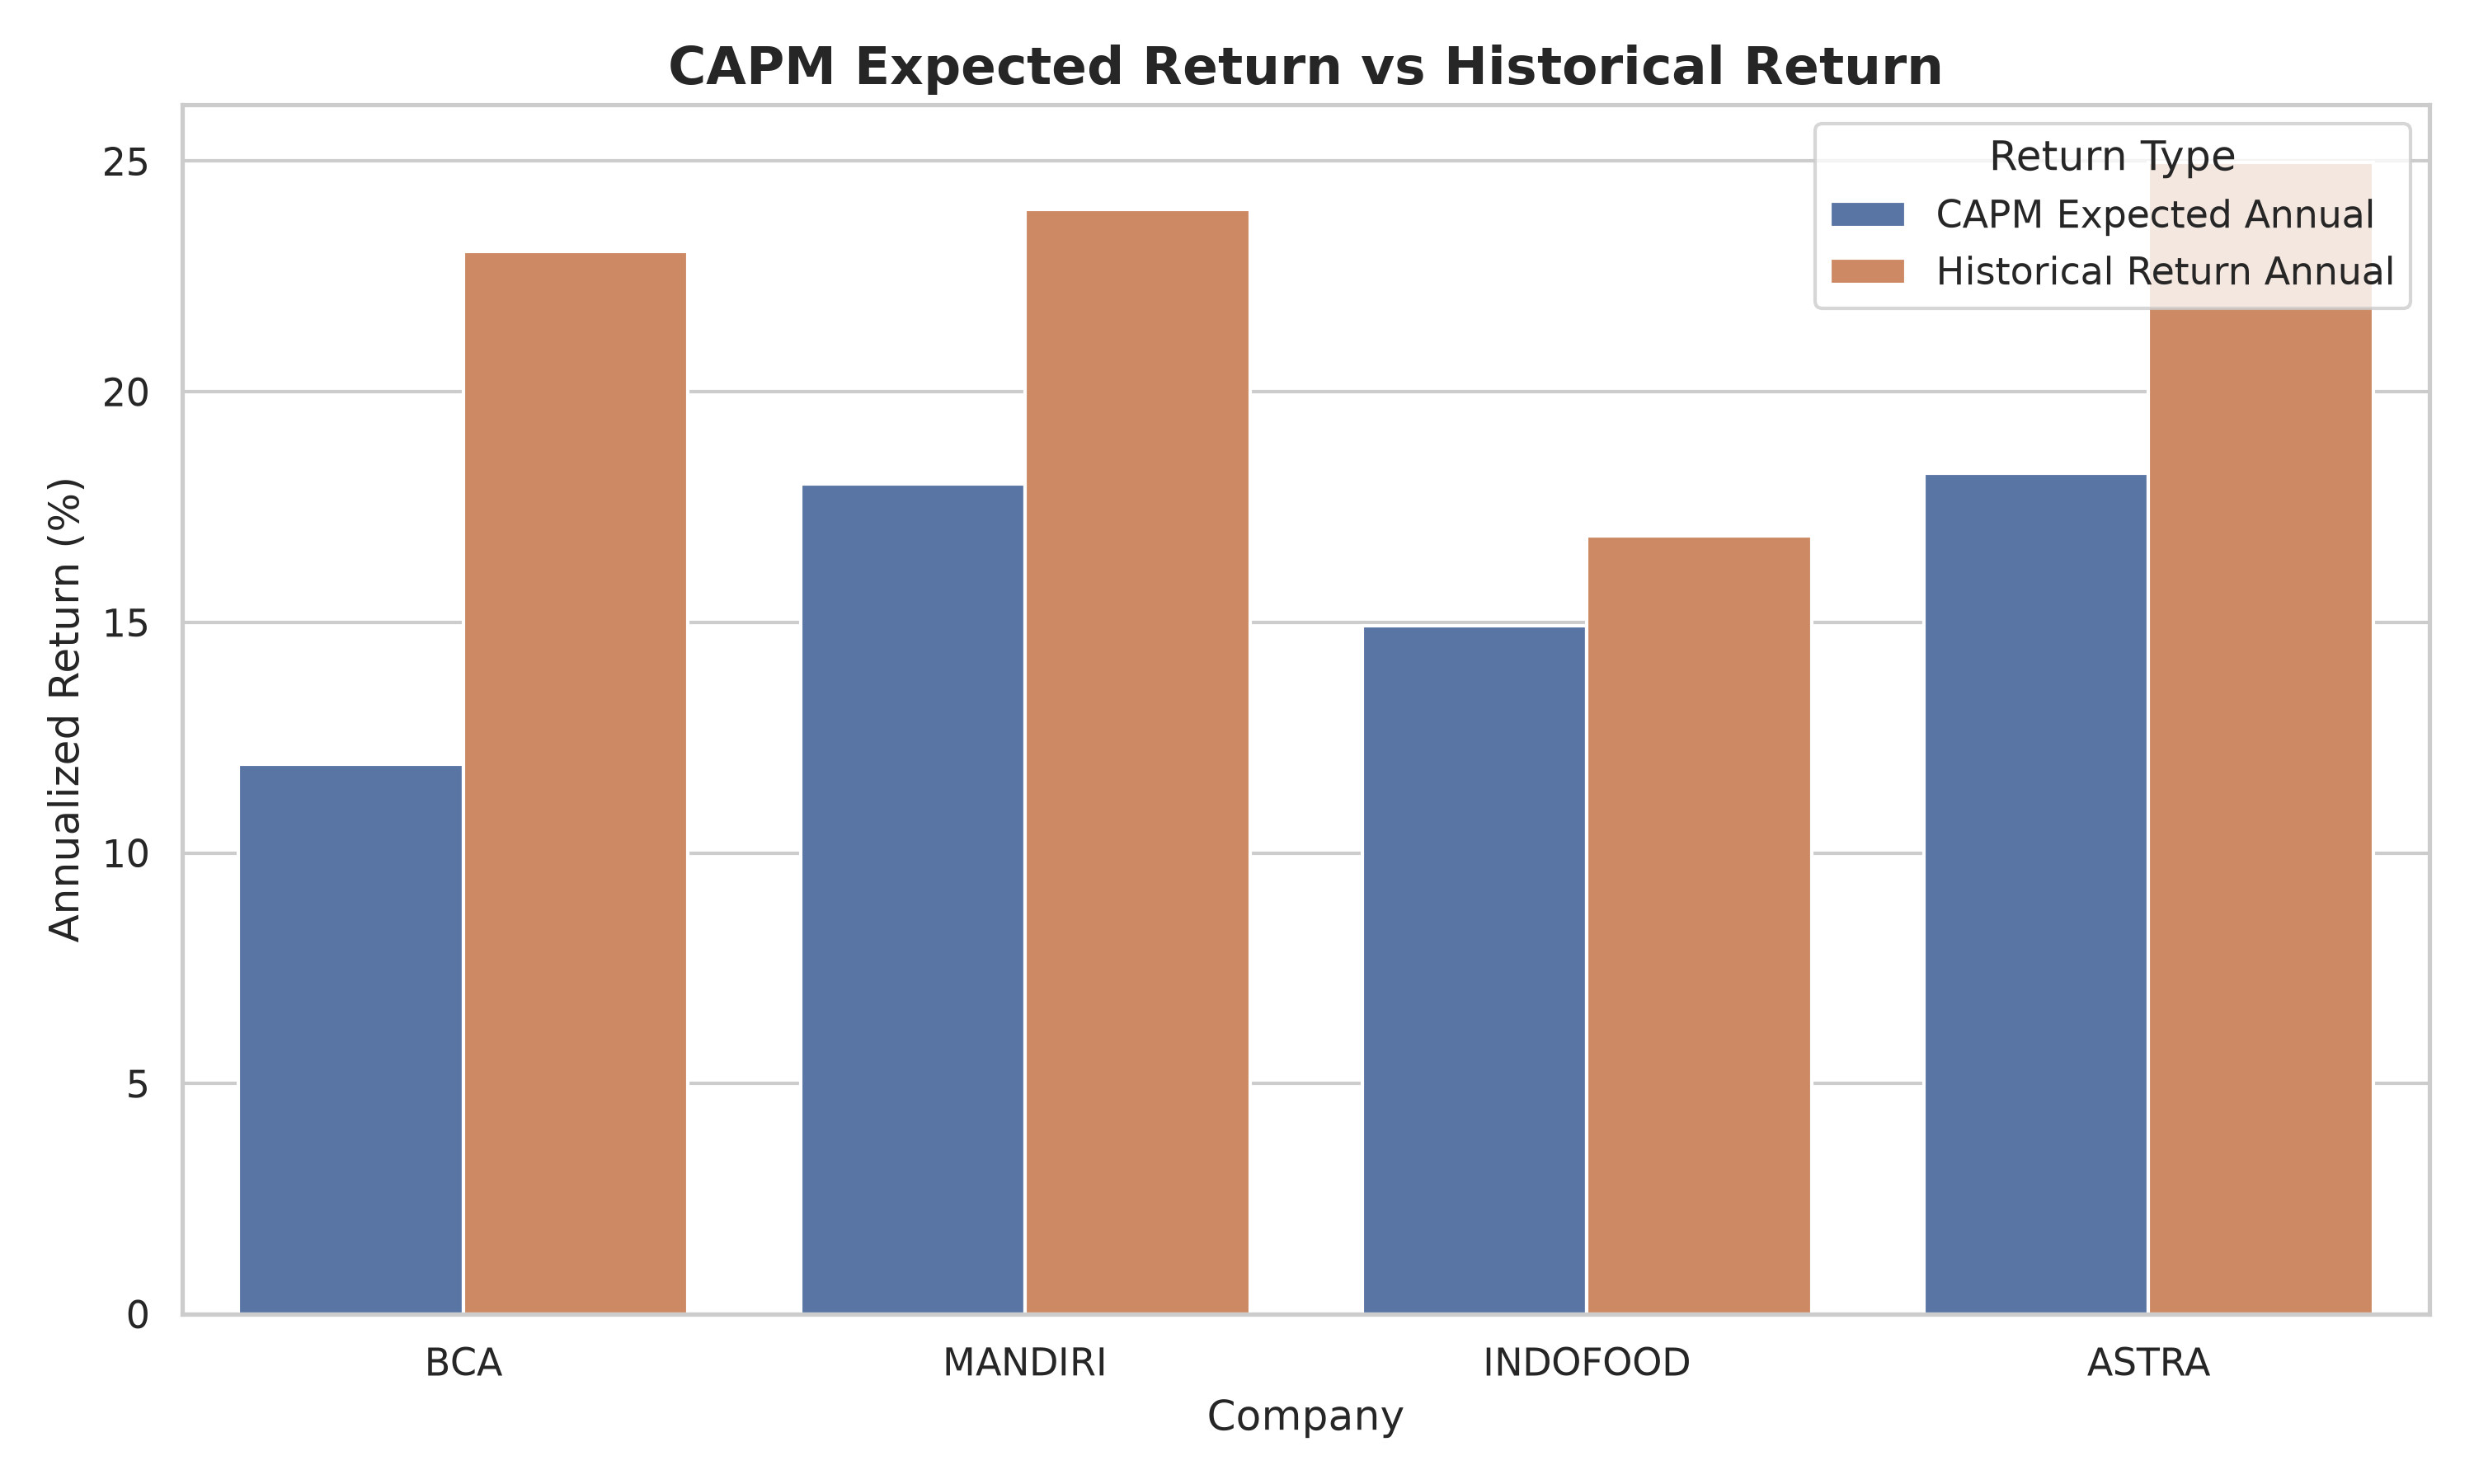 CAPM Expected Return vs Historical Return
Return Type
CAPM Expected Annual
Historical Return Annual
Annualized Return (%)
25
20
15
10
5
0
BCA
MANDIRI
INDOFOOD
ASTRA
Company